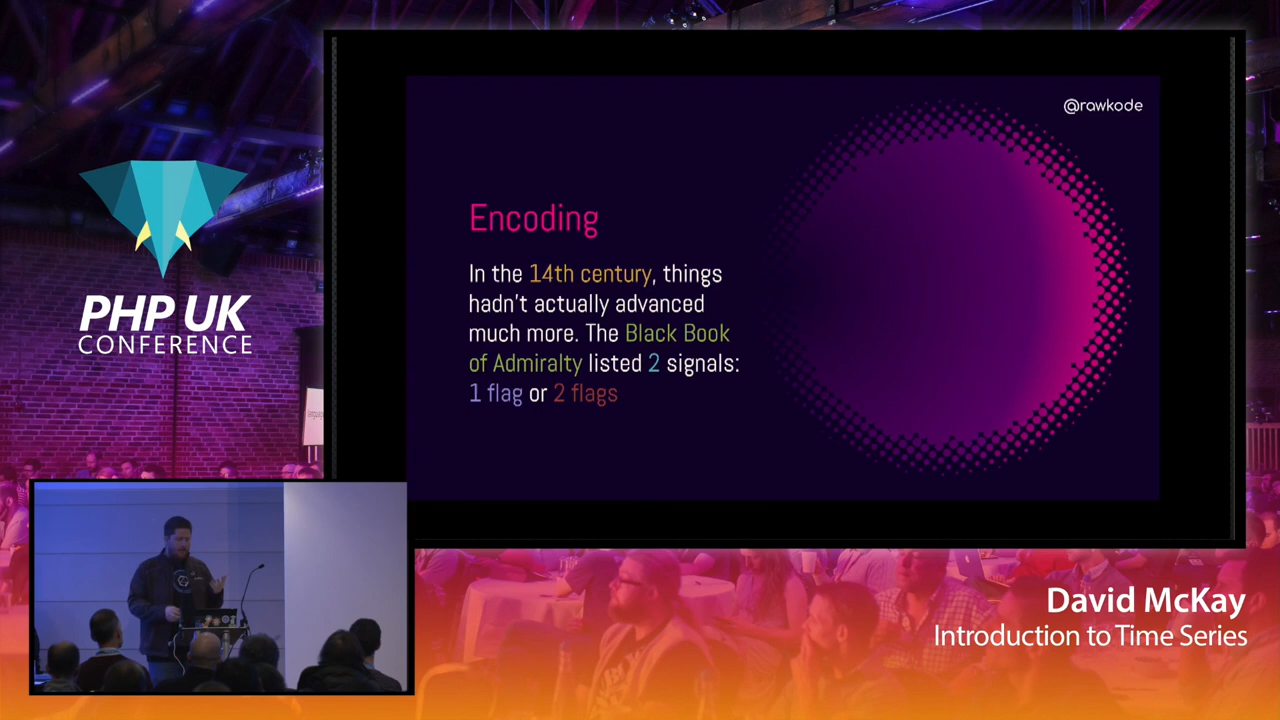 @rawkode
Encoding
In the 14th century, things
hadn't actually advanced
much more. The Black Book
of Admiralty listed 2 signals:
1 flag or 2 flags
PHP UK
CONFERENCE
David McKay
Introduction to Time Series